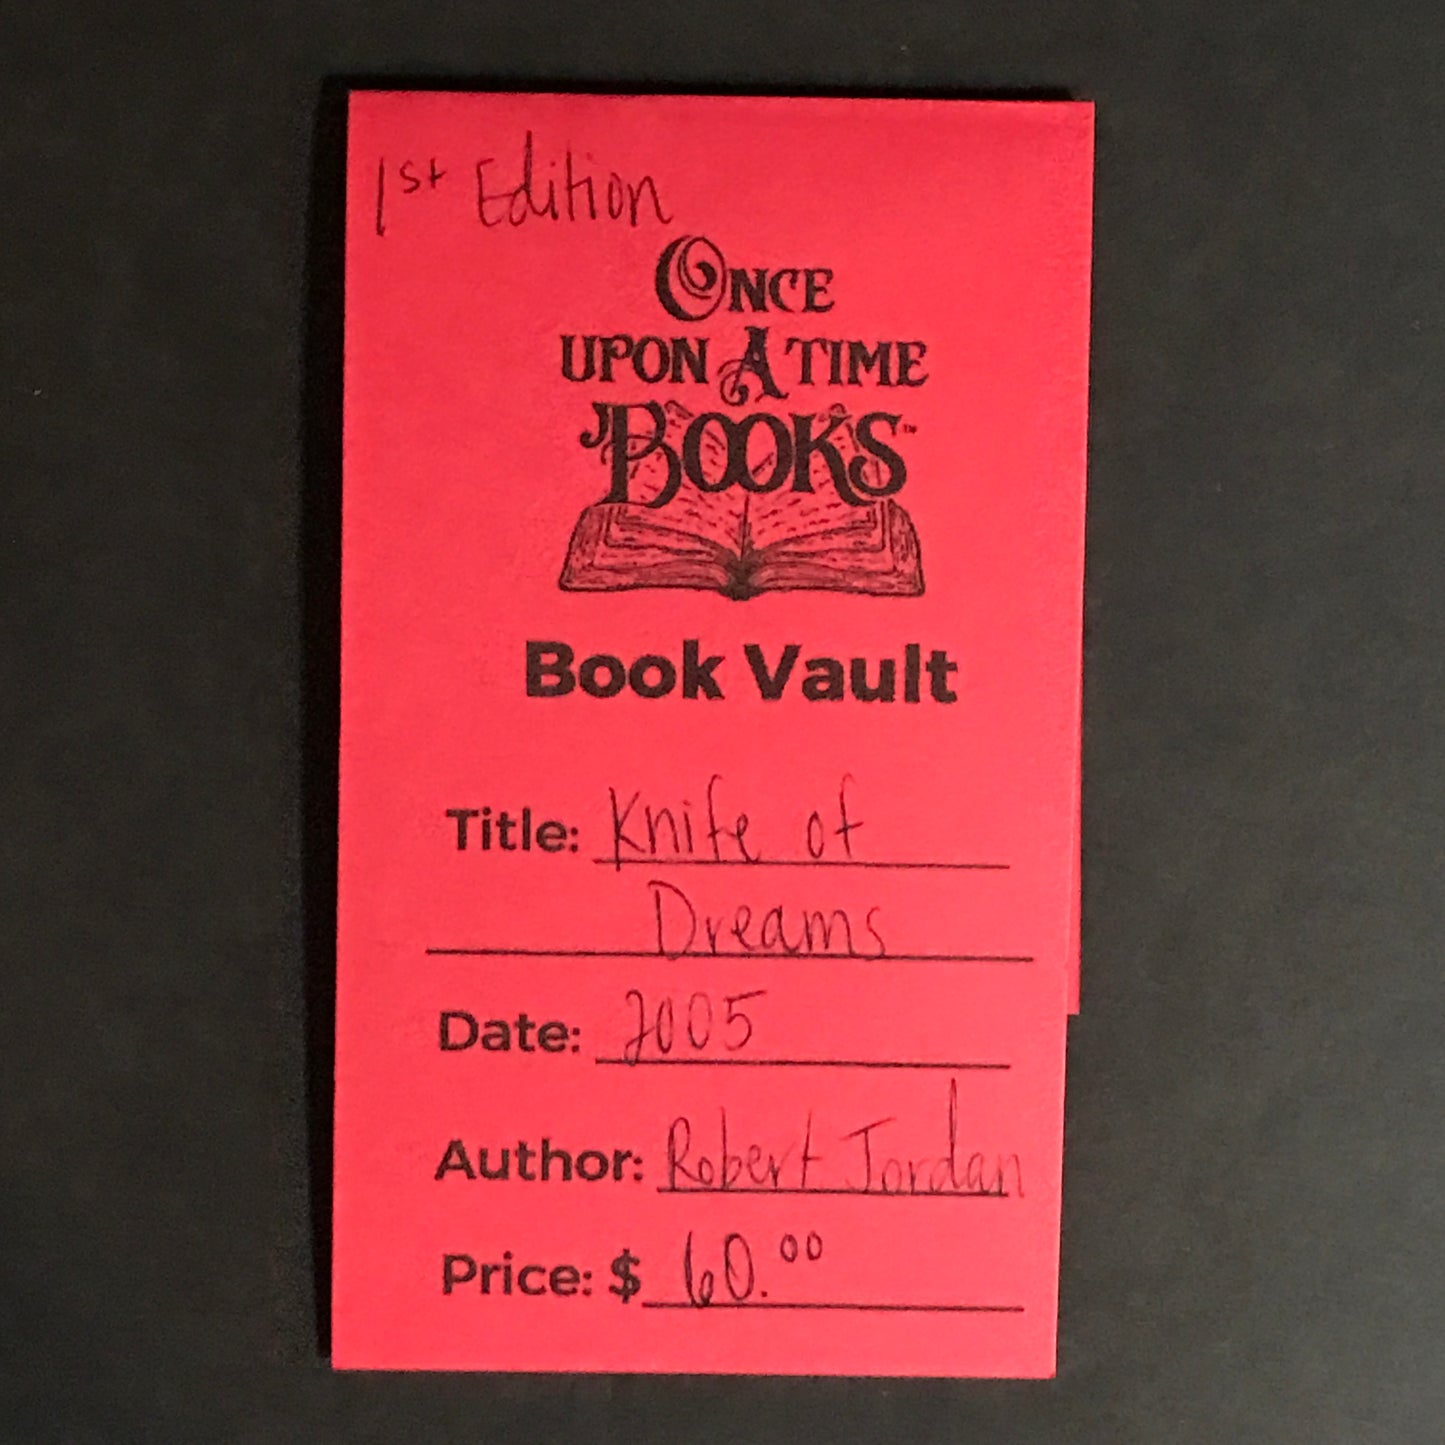 1st Edition
ONCE
UPON A TIME
BOOKS™
Book Vault
Title: Knife of
Dreams
Date: 2005
Author: Robert Jordan
Price: $ 60.00